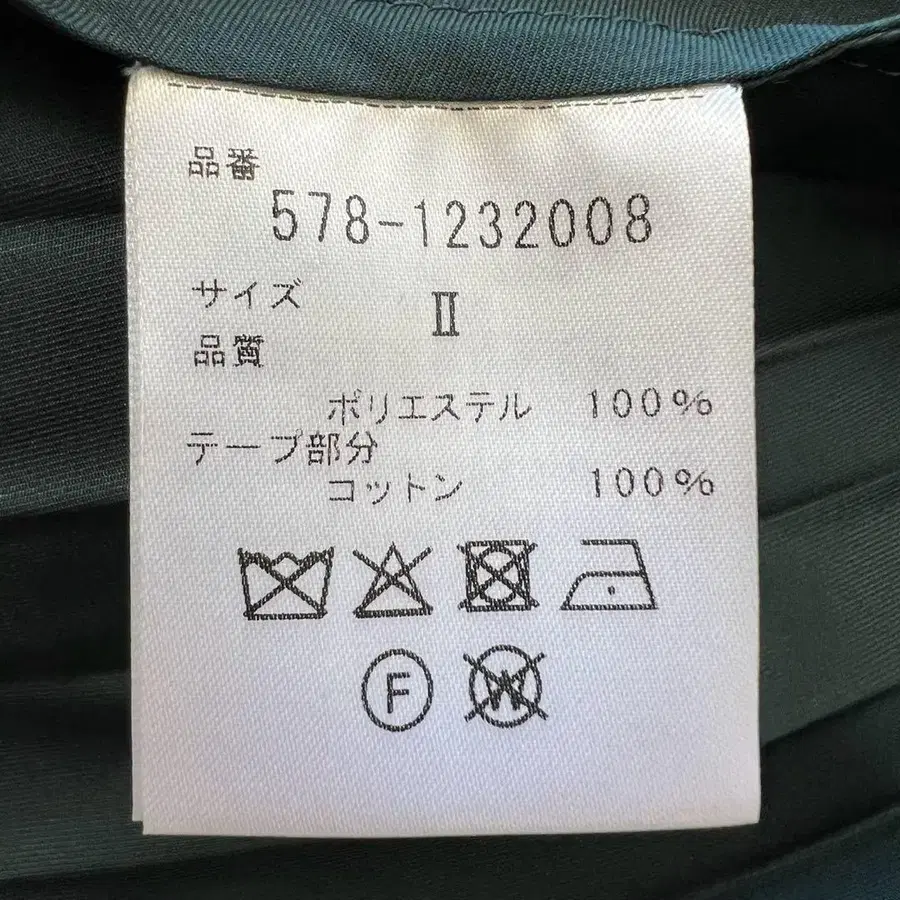 品番
578-1232008
サイズ Ⅱ
品質
ポリエステル 100%
テープ部分
コットン 100%
F W